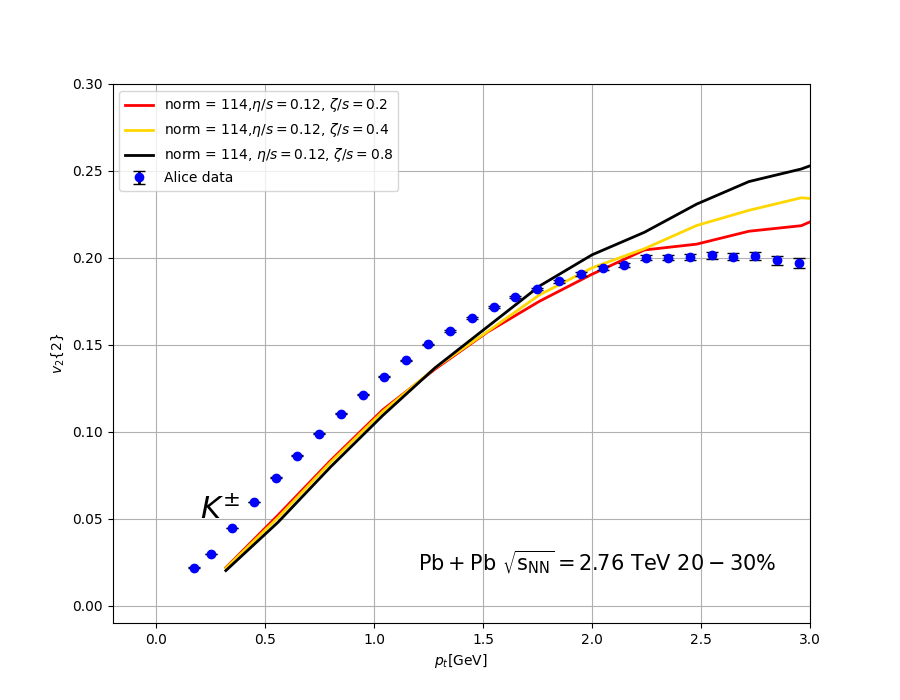 0.30
0.25
0.20
0.15
0.10
0.05
0.00
v₂{2}
norm = 114,η/s = 0.12, ζ/s = 0.2
norm = 114,η/s = 0.12, ζ/s = 0.4
norm = 114, η/s = 0.12, ζ/s = 0.8
Alice data
K±
Pb + Pb √sNN = 2.76 TeV 20 − 30%
0.0 0.5 1.0 1.5 2.0 2.5 3.0
pₜ[GeV]